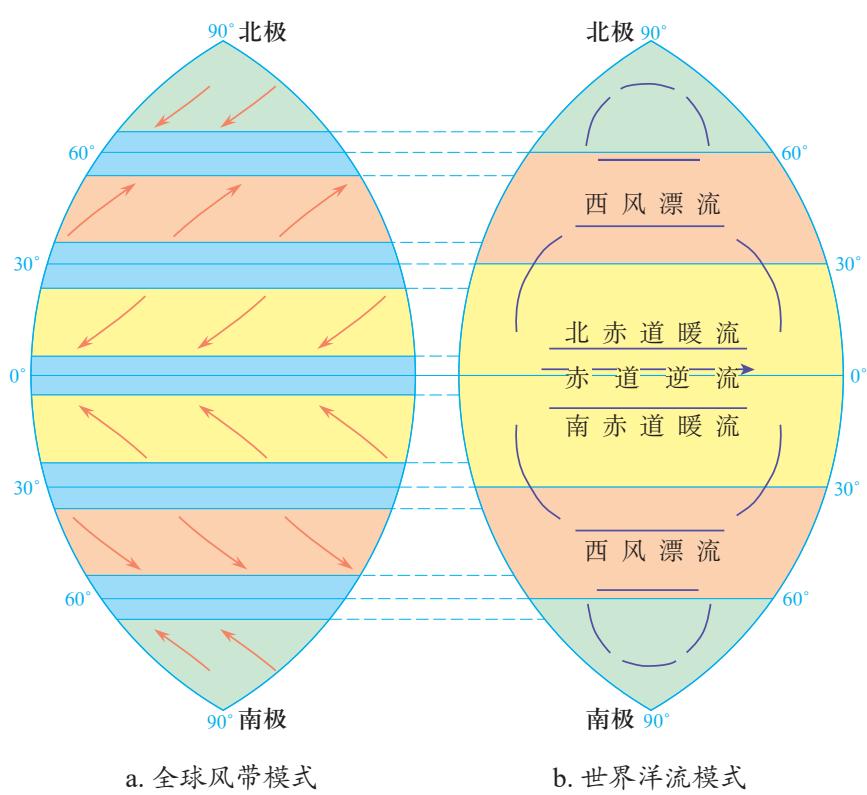 90° 北极
60°
30°
0°
30°
60°
90° 南极
a. 全球风带模式
北极 90°
60°
西风漂流
30°
北赤道暖流
赤道逆流
0°
南赤道暖流
30°
西风漂流
60°
南极 90°
b. 世界洋流模式